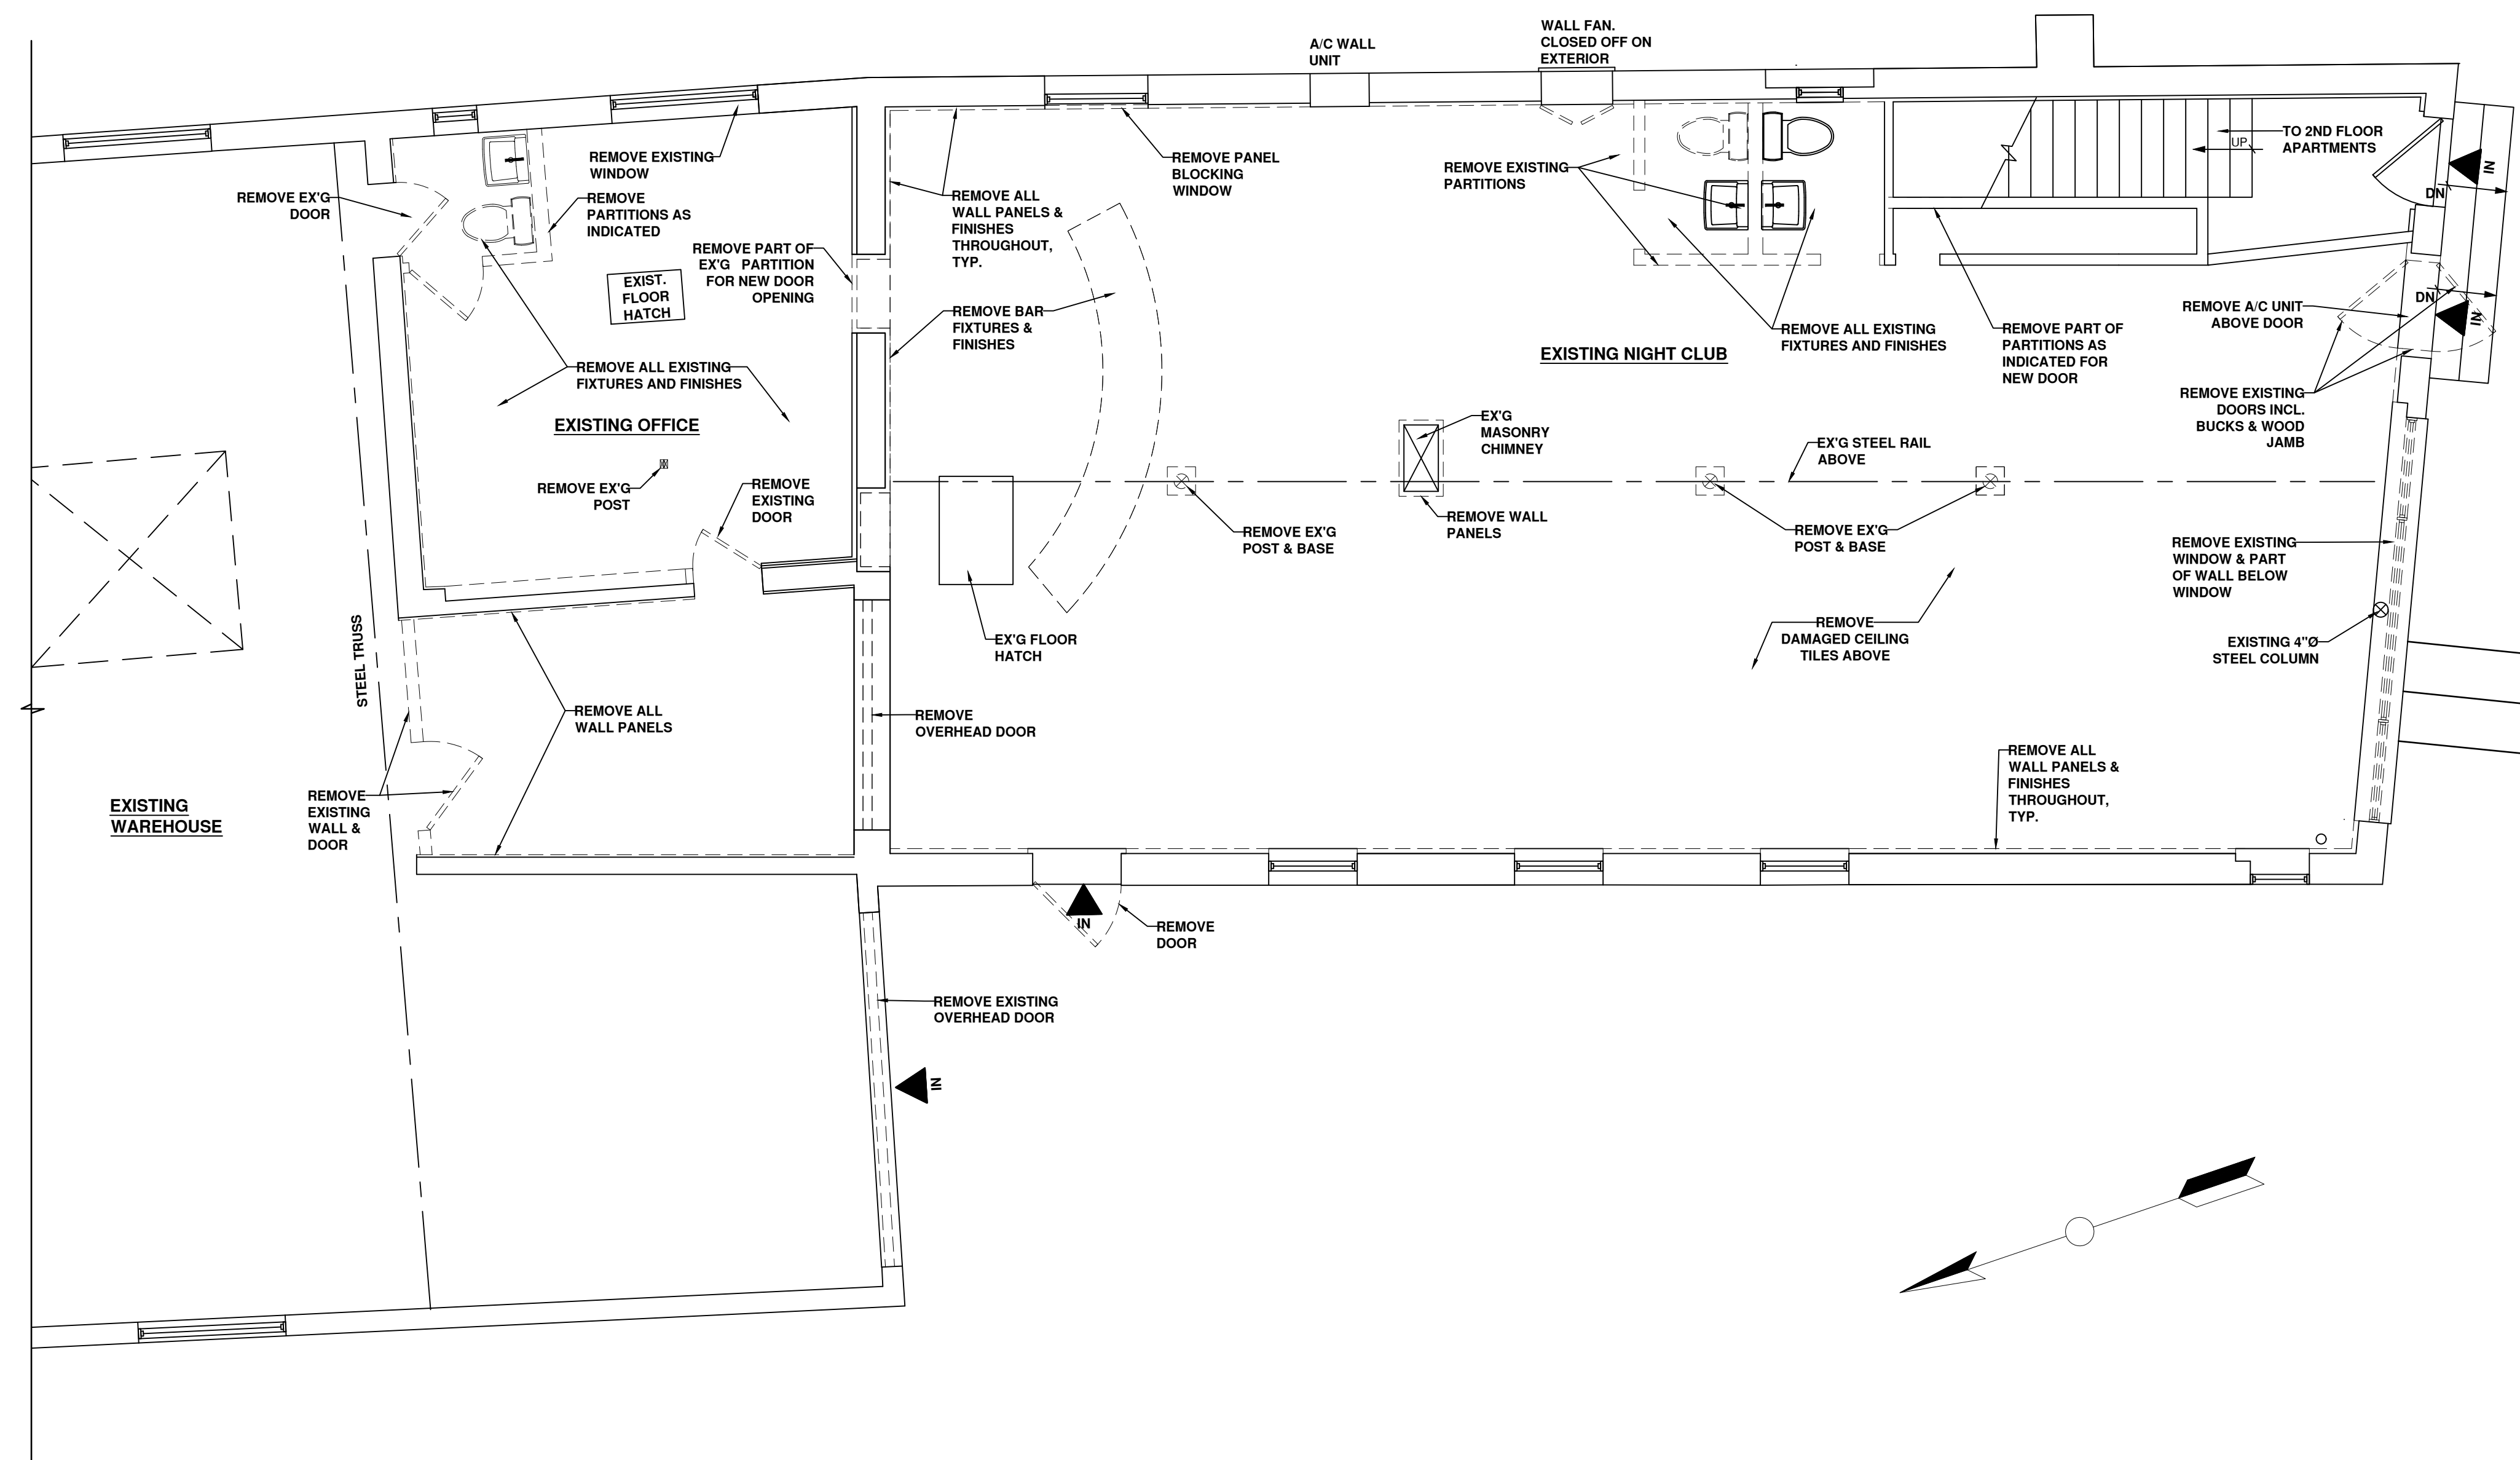 WALL FAN.
CLOSED OFF ON
EXTERIOR
A/C WALL
UNIT
TO 2ND FLOOR
APARTMENTS
UP
IN
DN
REMOVE EXISTING
WINDOW
REMOVE PANEL
BLOCKING
WINDOW
REMOVE EXISTING
PARTITIONS
REMOVE EX'G
DOOR
REMOVE
PARTITIONS AS
INDICATED
REMOVE ALL
WALL PANELS &
FINISHES
THROUGHOUT,
TYP.
REMOVE PART OF
EX'G PARTITION
FOR NEW DOOR
OPENING
EXIST.
FLOOR
HATCH
REMOVE BAR
FIXTURES &
FINISHES
DN
IN
REMOVE A/C UNIT
ABOVE DOOR
REMOVE ALL EXISTING
FIXTURES AND FINISHES
REMOVE PART OF
PARTITIONS AS
INDICATED FOR
NEW DOOR
EXISTING NIGHT CLUB
REMOVE ALL EXISTING
FIXTURES AND FINISHES
REMOVE EXISTING
DOORS INCL.
BUCKS & WOOD
JAMB
EXISTING OFFICE
EX'G
MASONRY
CHIMNEY
EX'G STEEL RAIL
ABOVE
REMOVE EX'G
POST
REMOVE
EXISTING
DOOR
REMOVE EX'G
POST & BASE
REMOVE WALL
PANELS
REMOVE EX'G
POST & BASE
REMOVE EXISTING
WINDOW & PART
OF WALL BELOW
WINDOW
STEEL TRUSS
EX'G FLOOR
HATCH
REMOVE
DAMAGED CEILING
TILES ABOVE
EXISTING 4"Ø
STEEL COLUMN
REMOVE ALL
WALL PANELS
REMOVE
OVERHEAD DOOR
REMOVE ALL
WALL PANELS &
FINISHES
THROUGHOUT,
TYP.
EXISTING
WAREHOUSE
REMOVE
EXISTING
WALL &
DOOR
IN
REMOVE
DOOR
REMOVE EXISTING
OVERHEAD DOOR
IN